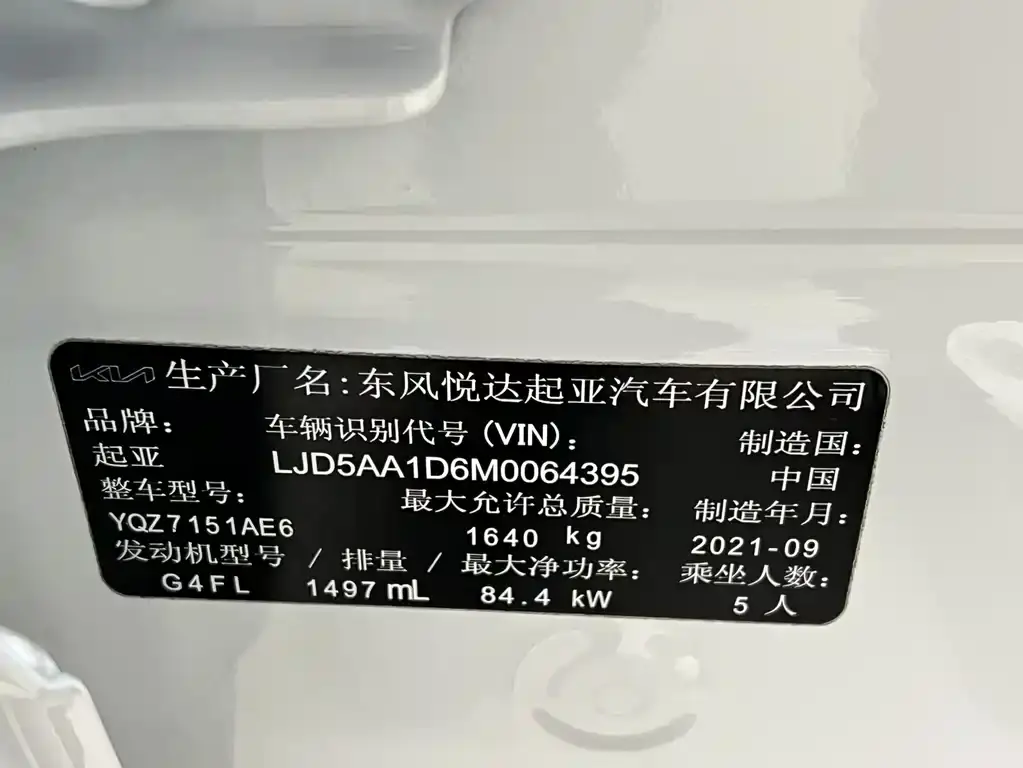 KIA 生产厂名:东风悦达起亚汽车有限公司
品牌: 车辆识别代号(VIN): 制造国:
起亚 LJD5AA1D6M0064395 中国
整车型号: 最大允许总质量: 制造年月:
YQZ7151AE6 1640 kg 2021-09
发动机型号 / 排量 / 最大净功率: 乘坐人数:
G4FL 1497 mL 84.4 kW 5 人